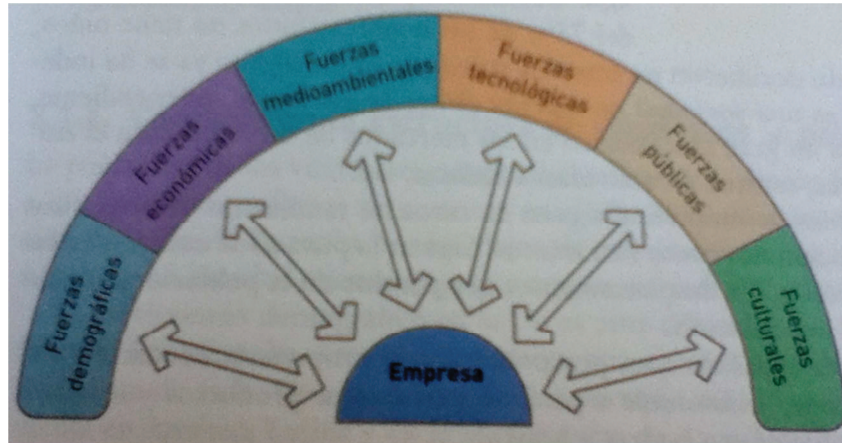 Fuerzas
demográficas
Fuerzas
económicas
Fuerzas
medioambientales
Fuerzas
tecnológicas
Fuerzas
públicas
Fuerzas
culturales
Empresa